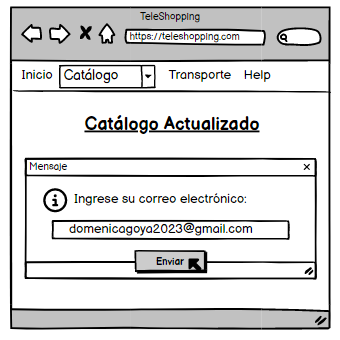 TeleShopping
https://teleshopping.com
Inicio Catálogo Transporte Help
Catálogo Actualizado
Mensaje
Ingrese su correo electrónico:
domenicagoya2023@gmail.com
Enviar